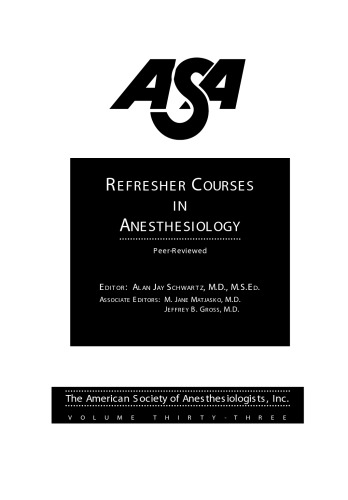 ASA
REFRESHER COURSES
IN
ANESTHESIOLOGY
Peer-Reviewed
EDITOR: ALAN JAY SCHWARTZ, M.D., M.S.ED.
ASSOCIATE EDITORS: M. JANE MATJASKO, M.D.
JEFFREY B. GROSS, M.D.
The American Society of Anesthesiologists, Inc.
VOLUME THIRTY-THREE